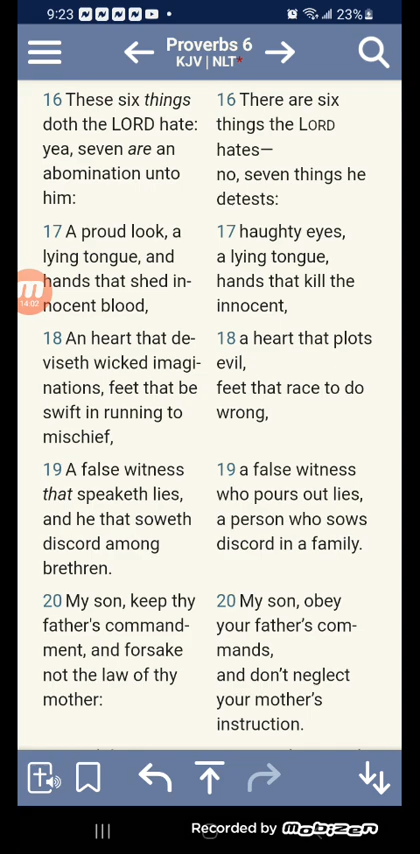 9:23
23%
Proverbs 6
KJV | NLT*
16 These six things
doth the LORD hate:
yea, seven are an
abomination unto
him:
17 A proud look, a
lying tongue, and
hands that shed in-
nocent blood,
18 An heart that de-
viseth wicked imagi-
nations, feet that be
swift in running to
mischief,
19 A false witness
that speaketh lies,
and he that soweth
discord among
brethren.
20 My son, keep thy
father's command-
ment, and forsake
not the law of thy
mother:
16 There are six
things the LORD
hates—
no, seven things he
detests:
17 haughty eyes,
a lying tongue,
hands that kill the
innocent,
18 a heart that plots
evil,
feet that race to do
wrong,
19 a false witness
who pours out lies,
a person who sows
discord in a family.
20 My son, obey
your father’s com-
mands,
and don’t neglect
your mother’s
instruction.
m
14:02
Recorded by mobizen